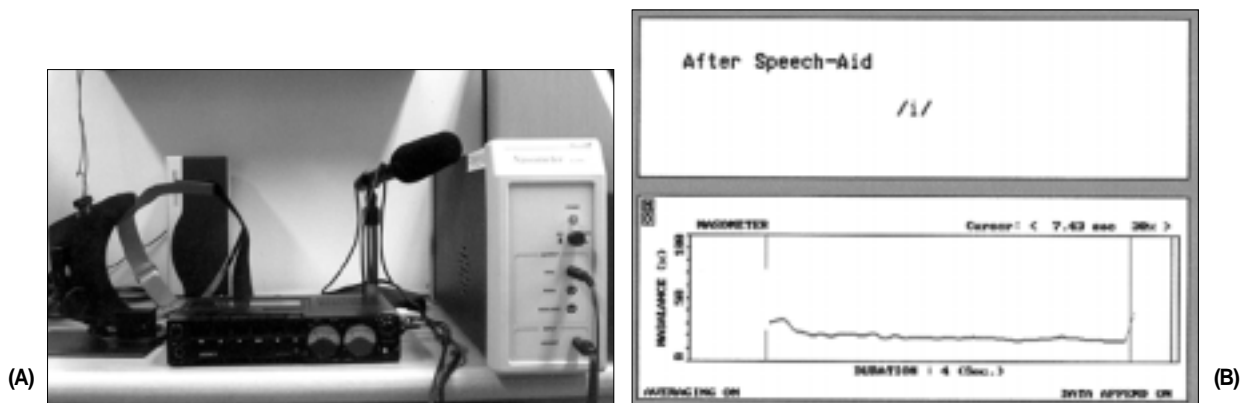 (A)
Nasometer
After Speech-Aid
/i/
NASOMETER Cursor: < 7.43 sec 30% >
NASALANCE (%)
100
50
0
DURATION : 4 (Sec.)
AVERAGING ON DATA APPEND ON
(B)